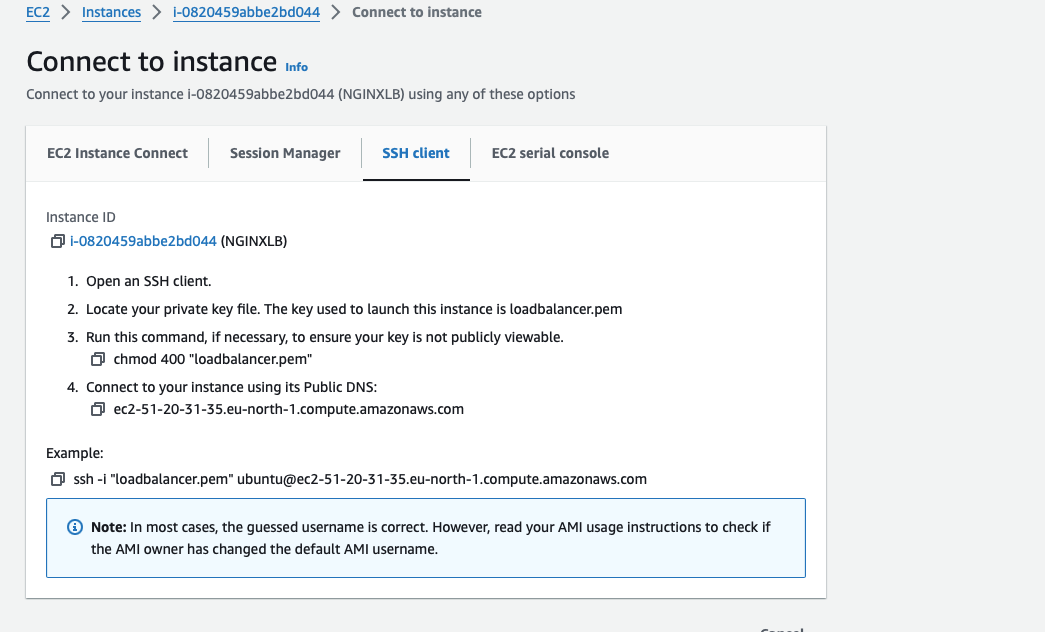 EC2 > Instances > i-0820459abbe2bd044 > Connect to instance
Connect to instance Info
Connect to your instance i-0820459abbe2bd044 (NGINXLB) using any of these options
EC2 Instance Connect Session Manager SSH client EC2 serial console
Instance ID
i-0820459abbe2bd044 (NGINXLB)
1. Open an SSH client.
2. Locate your private key file. The key used to launch this instance is loadbalancer.pem
3. Run this command, if necessary, to ensure your key is not publicly viewable.
chmod 400 "loadbalancer.pem"
4. Connect to your instance using its Public DNS:
ec2-51-20-31-35.eu-north-1.compute.amazonaws.com
Example:
ssh -i "loadbalancer.pem" ubuntu@ec2-51-20-31-35.eu-north-1.compute.amazonaws.com
Note: In most cases, the guessed username is correct. However, read your AMI usage instructions to check if
the AMI owner has changed the default AMI username.
Cancel